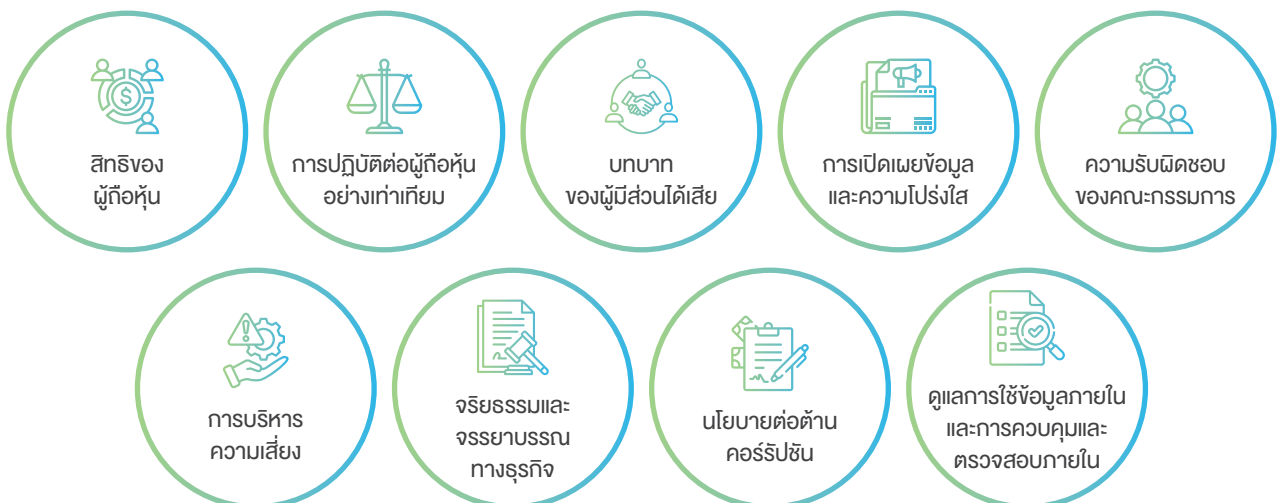 สิทธิของ
ผู้ถือหุ้น
การปฏิบัติต่อผู้ถือหุ้น
อย่างเท่าเทียม
บทบาท
ของผู้มีส่วนได้เสีย
การเปิดเผยข้อมูล
และความโปร่งใส
ความรับผิดชอบ
ของคณะกรรมการ
การบริหาร
ความเสี่ยง
จริยธรรมและ
จรรยาบรรณ
ทางธุรกิจ
นโยบายต่อต้าน
คอร์รัปชัน
ดูแลการใช้ข้อมูลภายใน
และการควบคุมและ
ตรวจสอบภายใน